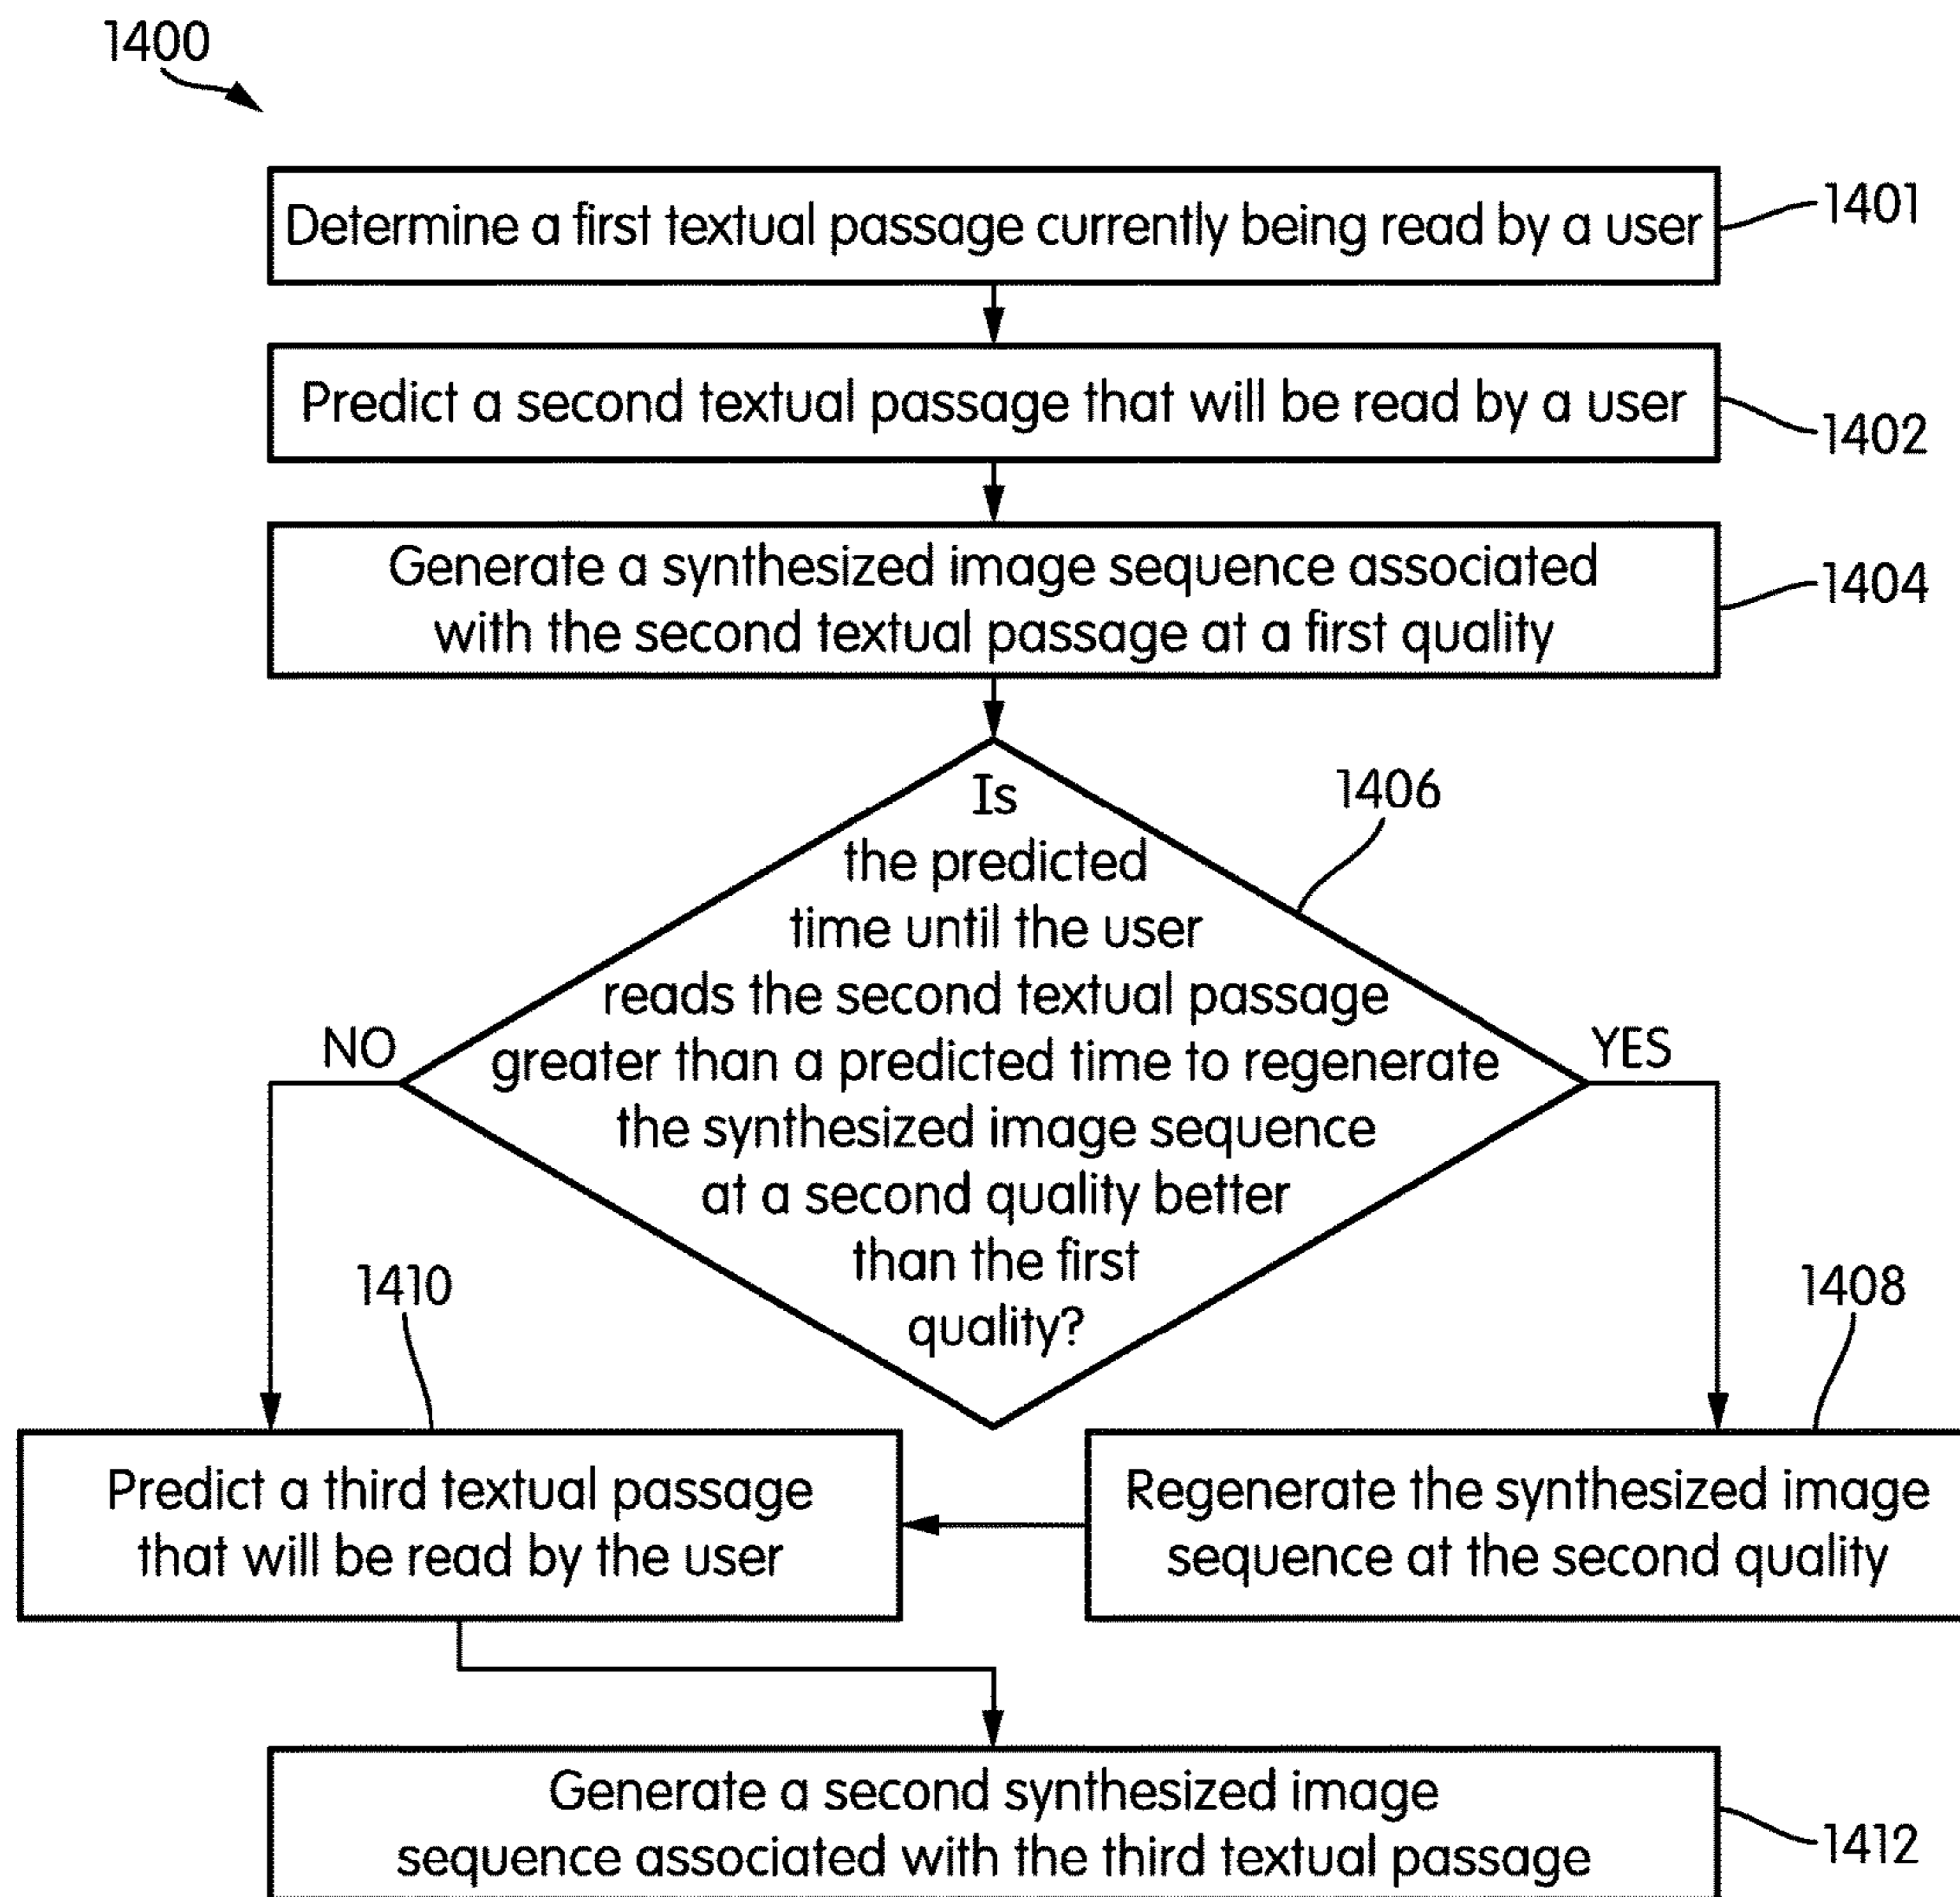 1400
Determine a first textual passage currently being read by a user
1401
Predict a second textual passage that will be read by a user
1402
Generate a synthesized image sequence associated
with the second textual passage at a first quality
1404
Is
the predicted
time until the user
reads the second textual passage
greater than a predicted time to regenerate
the synthesized image sequence
at a second quality better
than the first
quality?
1406
NO
YES
1410
1408
Predict a third textual passage
that will be read by the user
Regenerate the synthesized image
sequence at the second quality
Generate a second synthesized image
sequence associated with the third textual passage
1412